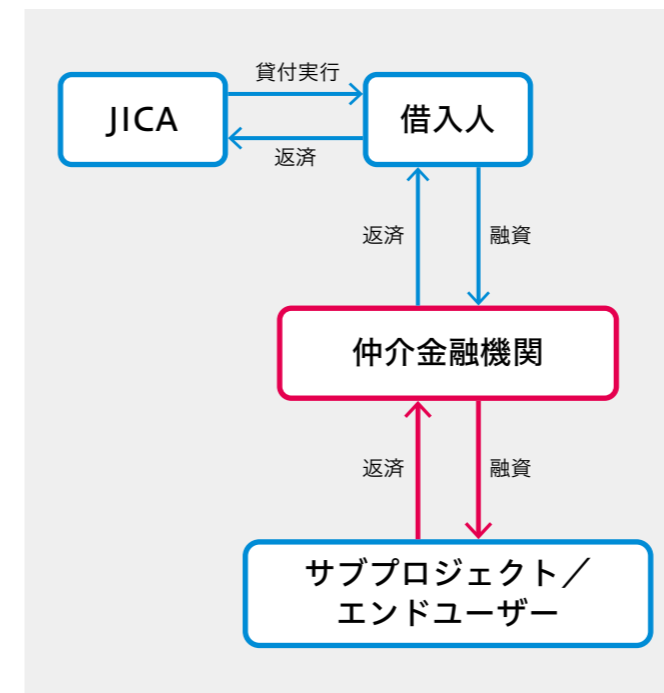 貸付実行
JICA
借入人
返済
返済
融資
仲介金融機関
返済
融資
サブプロジェクト／
エンドユーザー